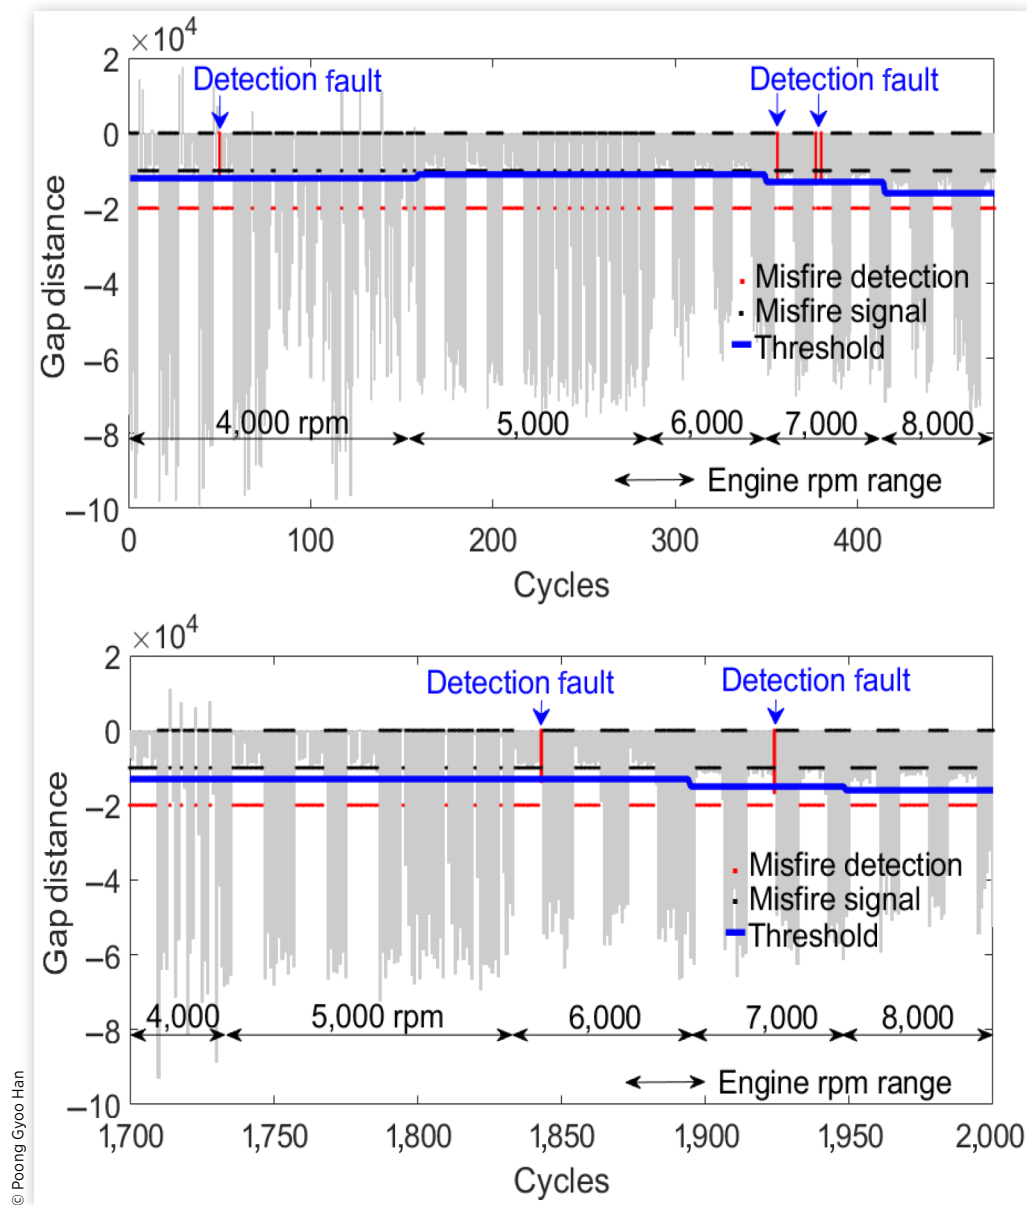 ×10⁴
2
Detection fault
Detection fault
0
−2
−4
−6
−8
−10
Gap distance
Misfire detection
Misfire signal
Threshold
4,000 rpm
5,000
6,000
7,000
8,000
Engine rpm range
0
100
200
300
400
Cycles
×10⁴
2
Detection fault
Detection fault
0
−2
−4
−6
−8
−10
Gap distance
Misfire detection
Misfire signal
Threshold
4,000
5,000 rpm
6,000
7,000
8,000
Engine rpm range
1,700
1,750
1,800
1,850
1,900
1,950
2,000
Cycles
© Poong Gyoo Han